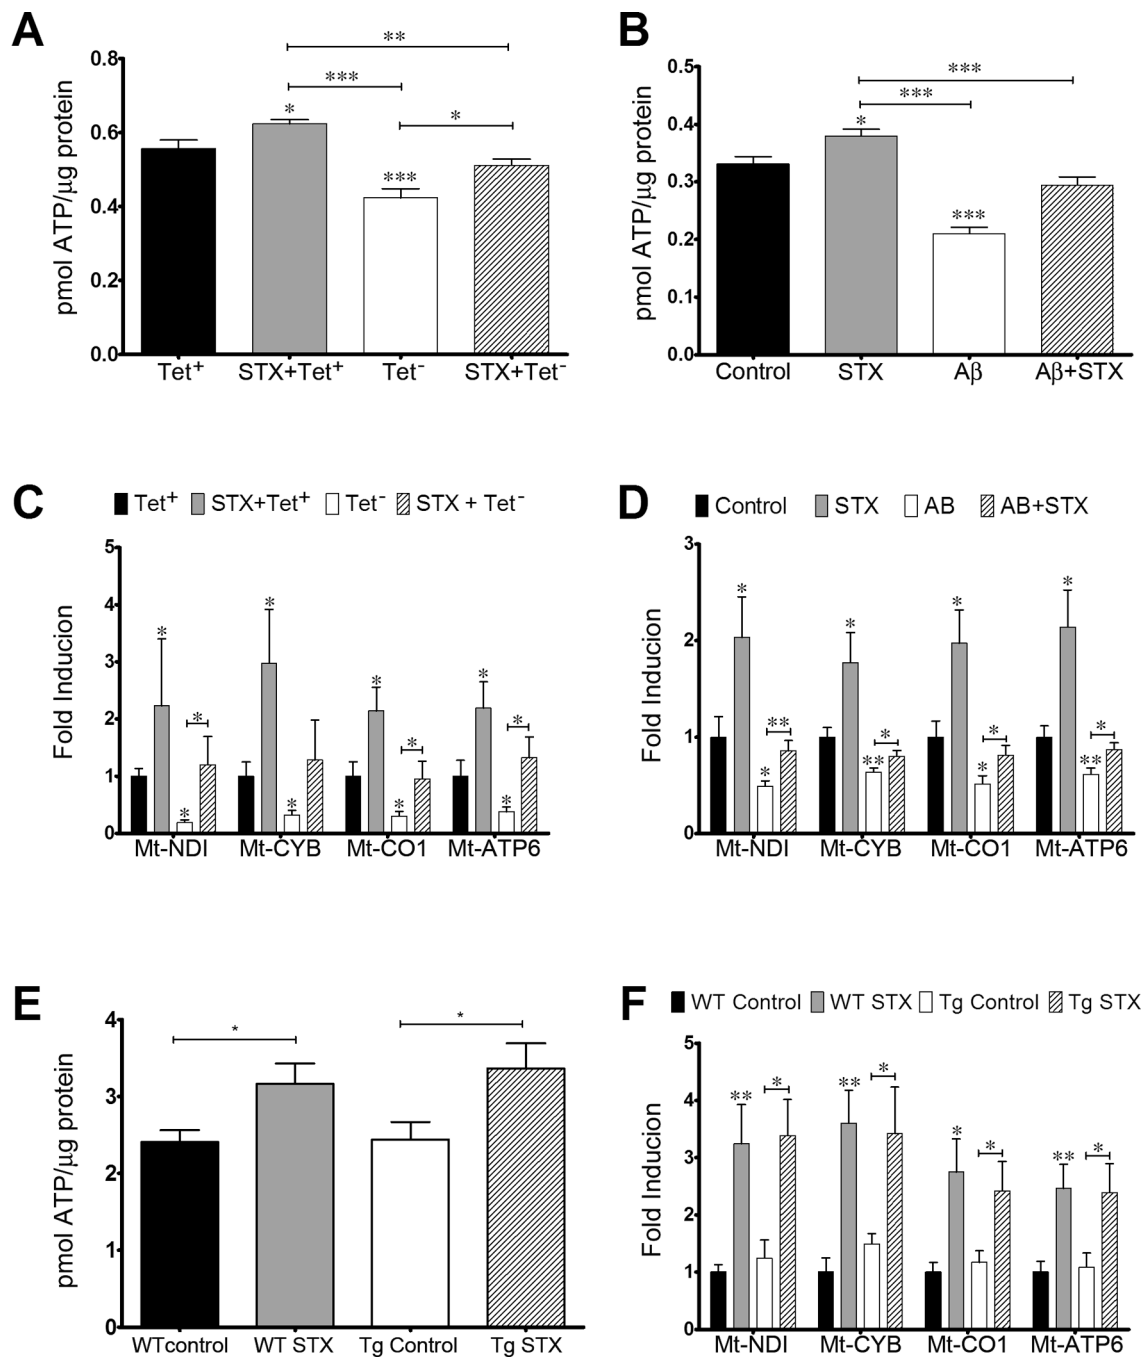 A
pmol ATP/μg protein
0.8
0.6
0.4
0.2
0.0
**
***
*
*
***
Tet+ STX+Tet+ Tet- STX+Tet-
B
pmol ATP/μg protein
0.5
0.4
0.3
0.2
0.1
0.0
***
***
*
***
Control STX Aβ Aβ+STX
C
Tet+ STX+Tet+ Tet- STX + Tet-
Fold Inducion
5
4
3
2
1
0
* * * *
* * *
* * * *
Mt-NDI Mt-CYB Mt-CO1 Mt-ATP6
D
Control STX AB AB+STX
Fold Inducion
3
2
1
0
* * * *
** * * *
* ** * **
Mt-NDI Mt-CYB Mt-CO1 Mt-ATP6
E
pmol ATP/μg protein
4
3
2
1
0
* *
WTcontrol WT STX Tg Control Tg STX
F
WT Control WT STX Tg Control Tg STX
Fold Inducion
5
4
3
2
1
0
** * ** * * * ** *
Mt-NDI Mt-CYB Mt-CO1 Mt-ATP6